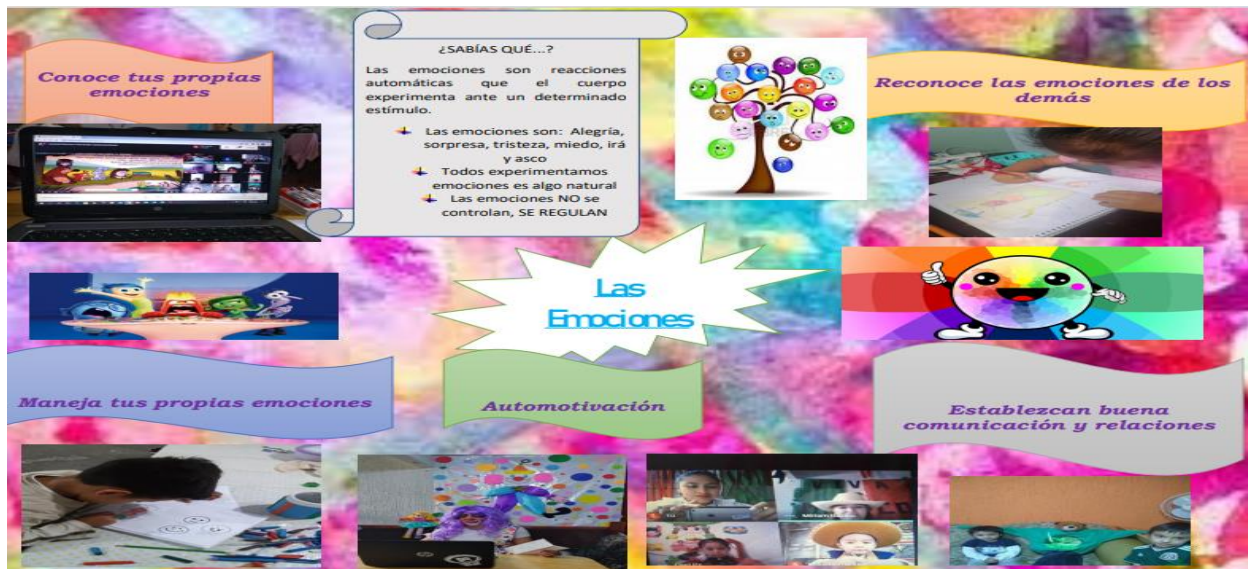 Conoce tus propias
emociones
¿SABÍAS QUÉ...?
Las emociones son reacciones
automáticas que el cuerpo
experimenta ante un determinado
estímulo.
Las emociones son: Alegría,
sorpresa, tristeza, miedo, irá
y asco
Todos experimentamos
emociones es algo natural
Las emociones NO se
controlan, SE REGULAN
Reconoce las emociones de los
demás
Las
Emociones
Maneja tus propias emociones
Automotivación
Establezcan buena
comunicación y relaciones